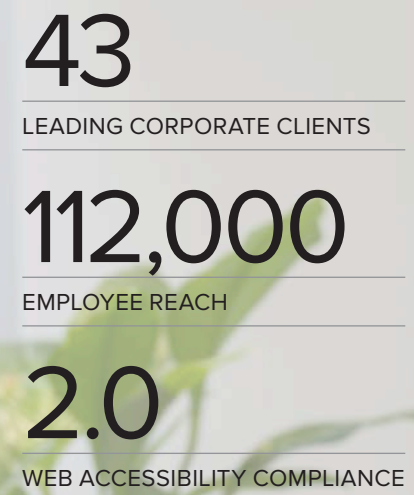 43
LEADING CORPORATE CLIENTS
112,000
EMPLOYEE REACH
2.0
WEB ACCESSIBILITY COMPLIANCE